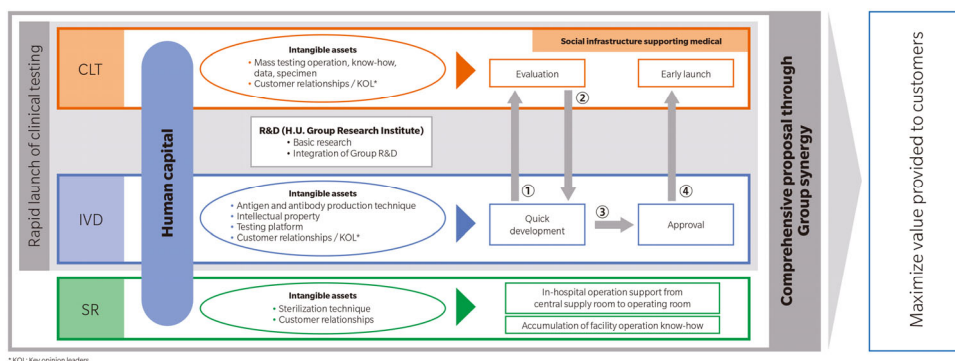 Rapid launch of clinical testing
CLT
Human capital
Intangible assets
• Mass testing operation, know-how,
data, specimen
• Customer relationships / KOL*
Social infrastructure supporting medical
Evaluation
Early launch
②
R&D (H.U. Group Research Institute)
• Basic research
• Integration of Group R&D
①
④
IVD
Intangible assets
• Antigen and antibody production technique
• Intellectual property
• Testing platform
• Customer relationships / KOL*
Quick
development
③
Approval
SR
Intangible assets
• Sterilization technique
• Customer relationships
In-hospital operation support from
central supply room to operating room
Accumulation of facility operation know-how
Comprehensive proposal through
Group synergy
Maximize value provided to customers
* KOL: Key opinion leaders